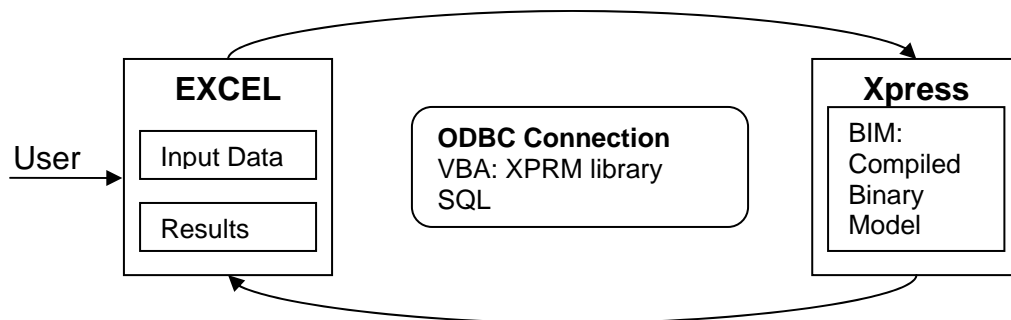 User
EXCEL
Input Data
Results
ODBC Connection
VBA: XPRM library
SQL
Xpress
BIM:
Compiled
Binary
Model